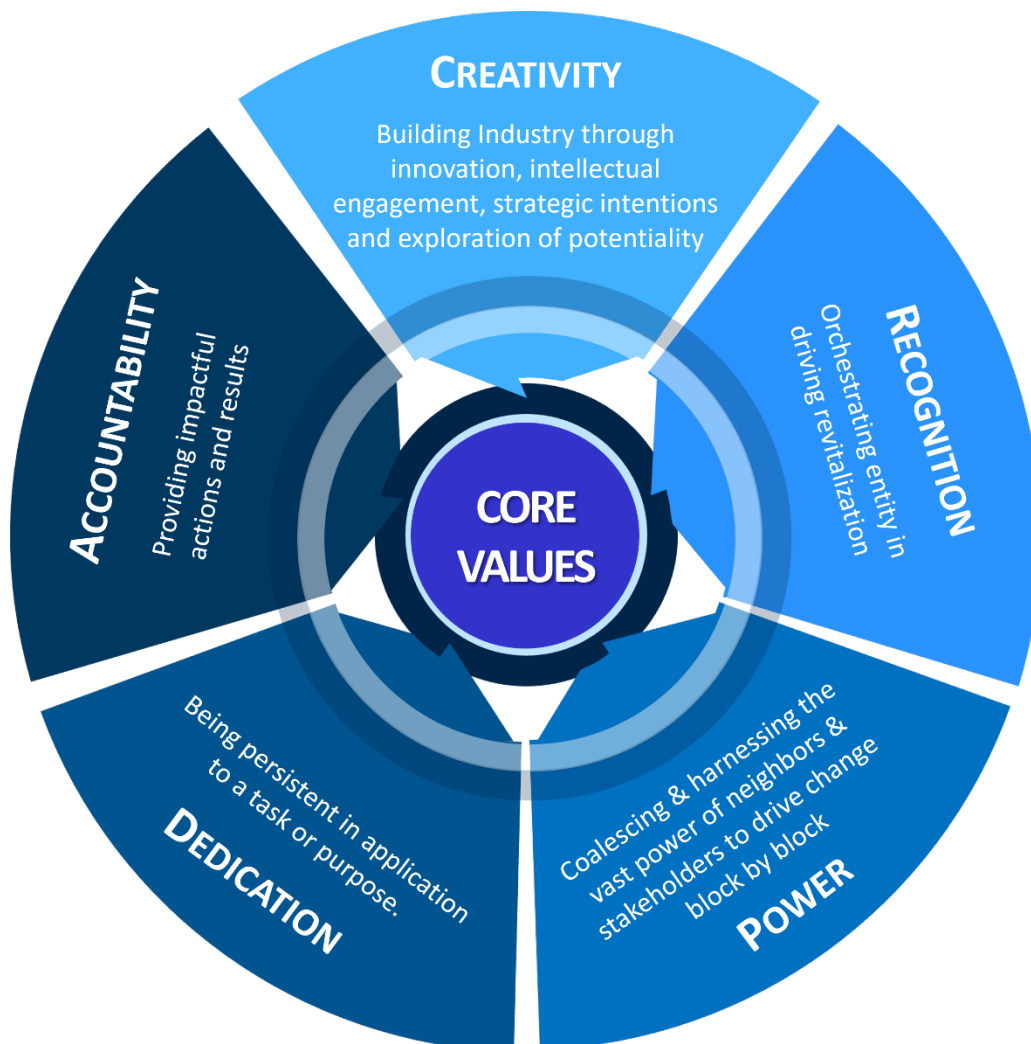 CREATIVITY
Building Industry through
innovation, intellectual
engagement, strategic intentions
and exploration of potentiality
RECOGNITION
Orchestrating entity in
driving revitalization
Coalescing & harnessing the
vast power of neighbors &
stakeholders to drive change
block by block
POWER
Being persistent in application
to a task or purpose.
DEDICATION
ACCOUNTABILITY
Providing impactful
actions and results
CORE
VALUES